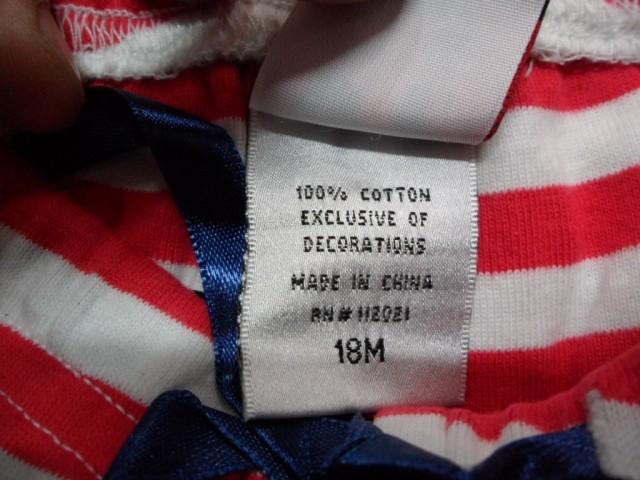 100% COTTON
EXCLUSIVE OF
DECORATIONS
MADE IN CHINA
RN# 112021
18M